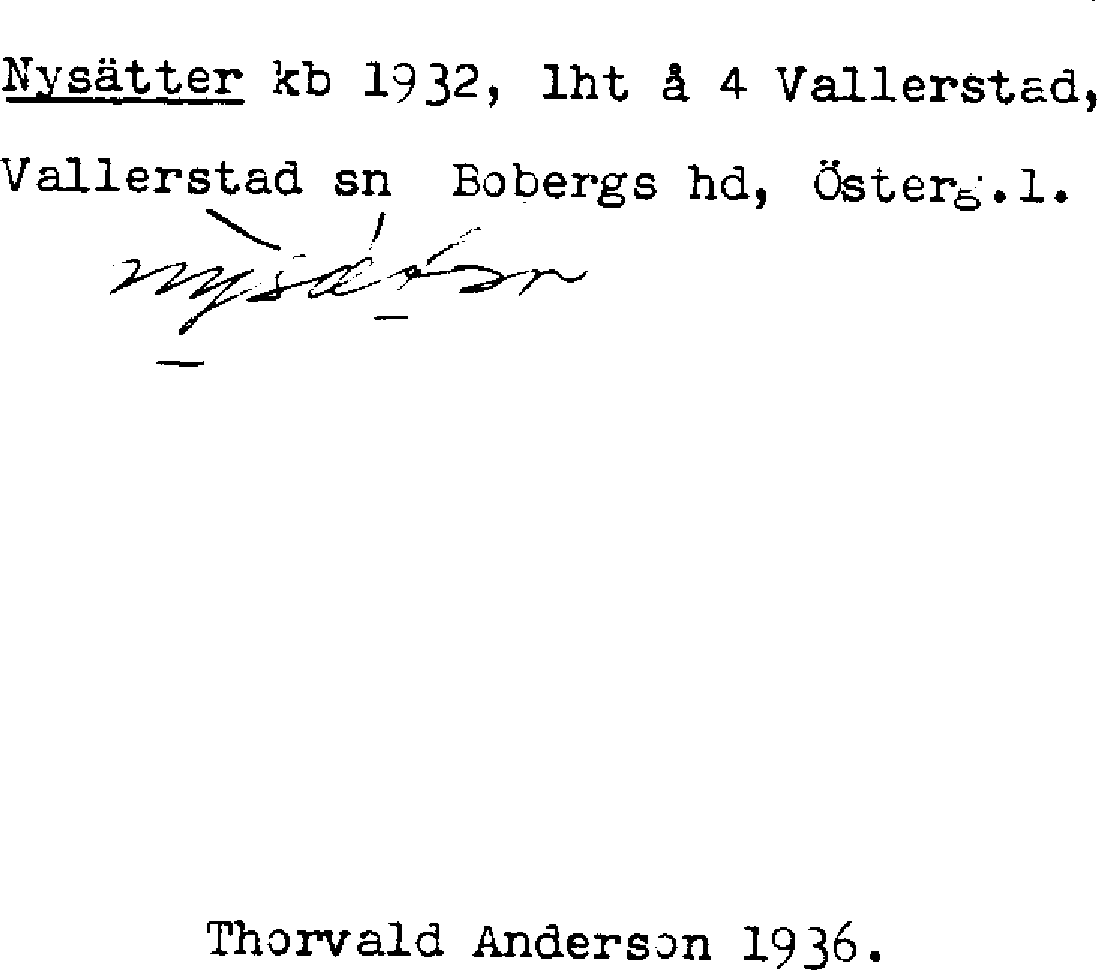 Nysätter kb 1932, lht å 4 Vallerstad,
Vallerstad sn Bobergs hd, Österg.l.
Thorvald Anderson 1936.